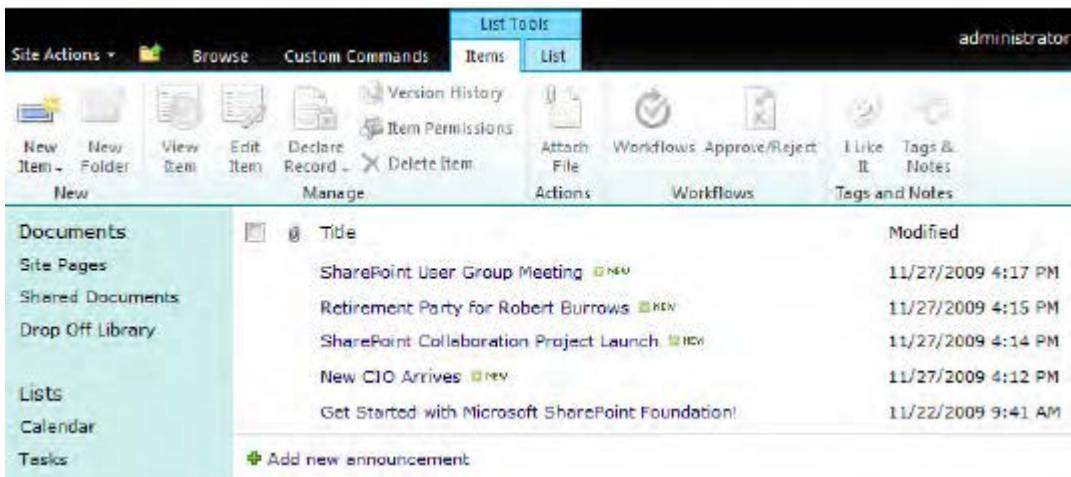 List Tools
administrator
Site Actions Browse Custom Commands Items List
Version History
Item Permissions
Delete Item
New Item
New Folder
View Item
Edit Item
Declare Record
Attach File
Workflows
Approve/Reject
I Like It
Tags & Notes
New
Manage
Actions
Workflows
Tags and Notes
Documents
Site Pages
Shared Documents
Drop Off Library
Lists
Calendar
Tasks
Title Modified
SharePoint User Group Meeting NEW 11/27/2009 4:17 PM
Retirement Party for Robert Burrows NEW 11/27/2009 4:15 PM
SharePoint Collaboration Project Launch NEW 11/27/2009 4:14 PM
New CIO Arrives NEW 11/27/2009 4:12 PM
Get Started with Microsoft SharePoint Foundation! 11/22/2009 9:41 AM
Add new announcement